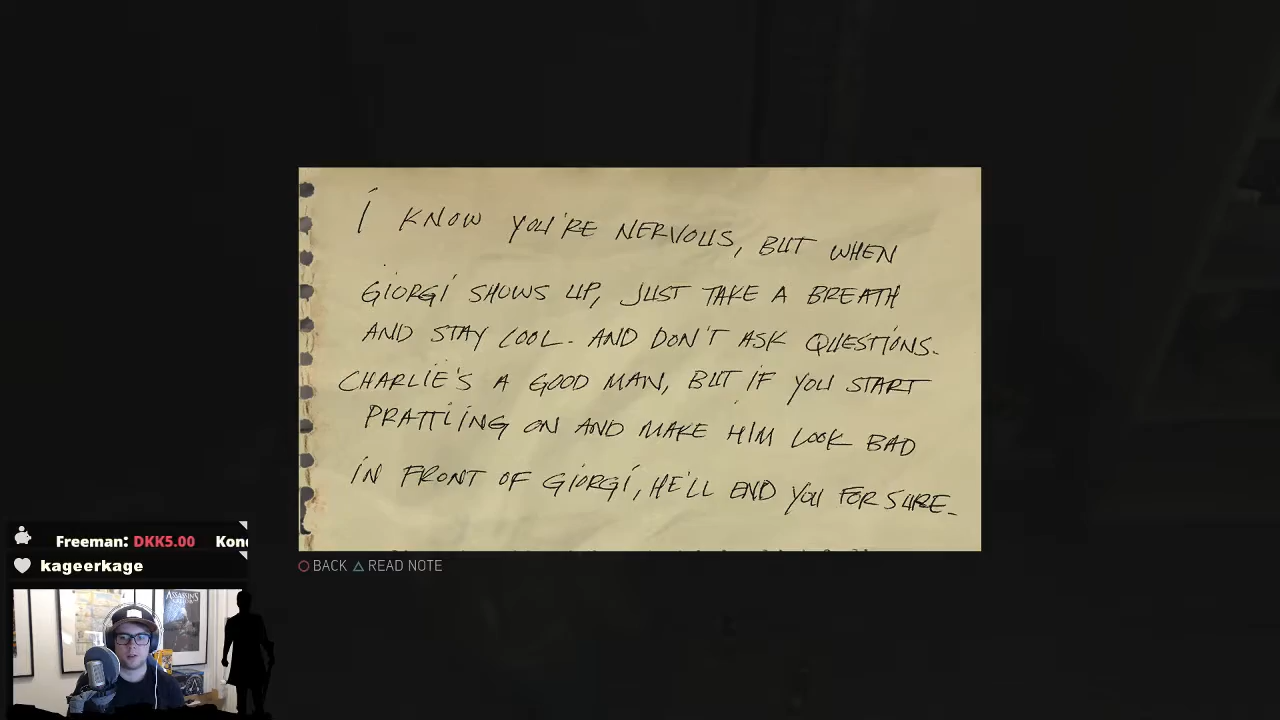 I KNOW YOU'RE NERVOUS, BUT WHEN
GIORGI SHOWS UP, JUST TAKE A BREATH
AND STAY COOL. AND DON'T ASK QUESTIONS.
CHARLIE'S A GOOD MAN, BUT IF YOU START
PRATTLING ON AND MAKE HIM LOOK BAD
IN FRONT OF GIORGI, HE'LL END YOU FOR SURE.
BACK READ NOTE
Freeman: DKK5.00 Kon
kageerkage
ASSASSIN'S